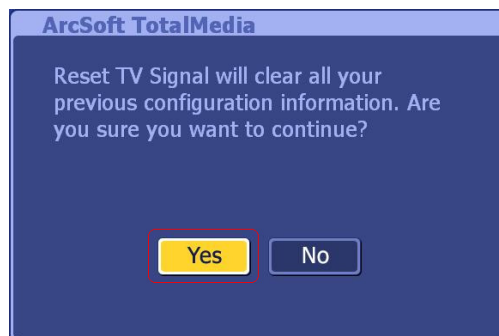 ArcSoft TotalMedia
Reset TV Signal will clear all your
previous configuration information. Are
you sure you want to continue?
Yes No